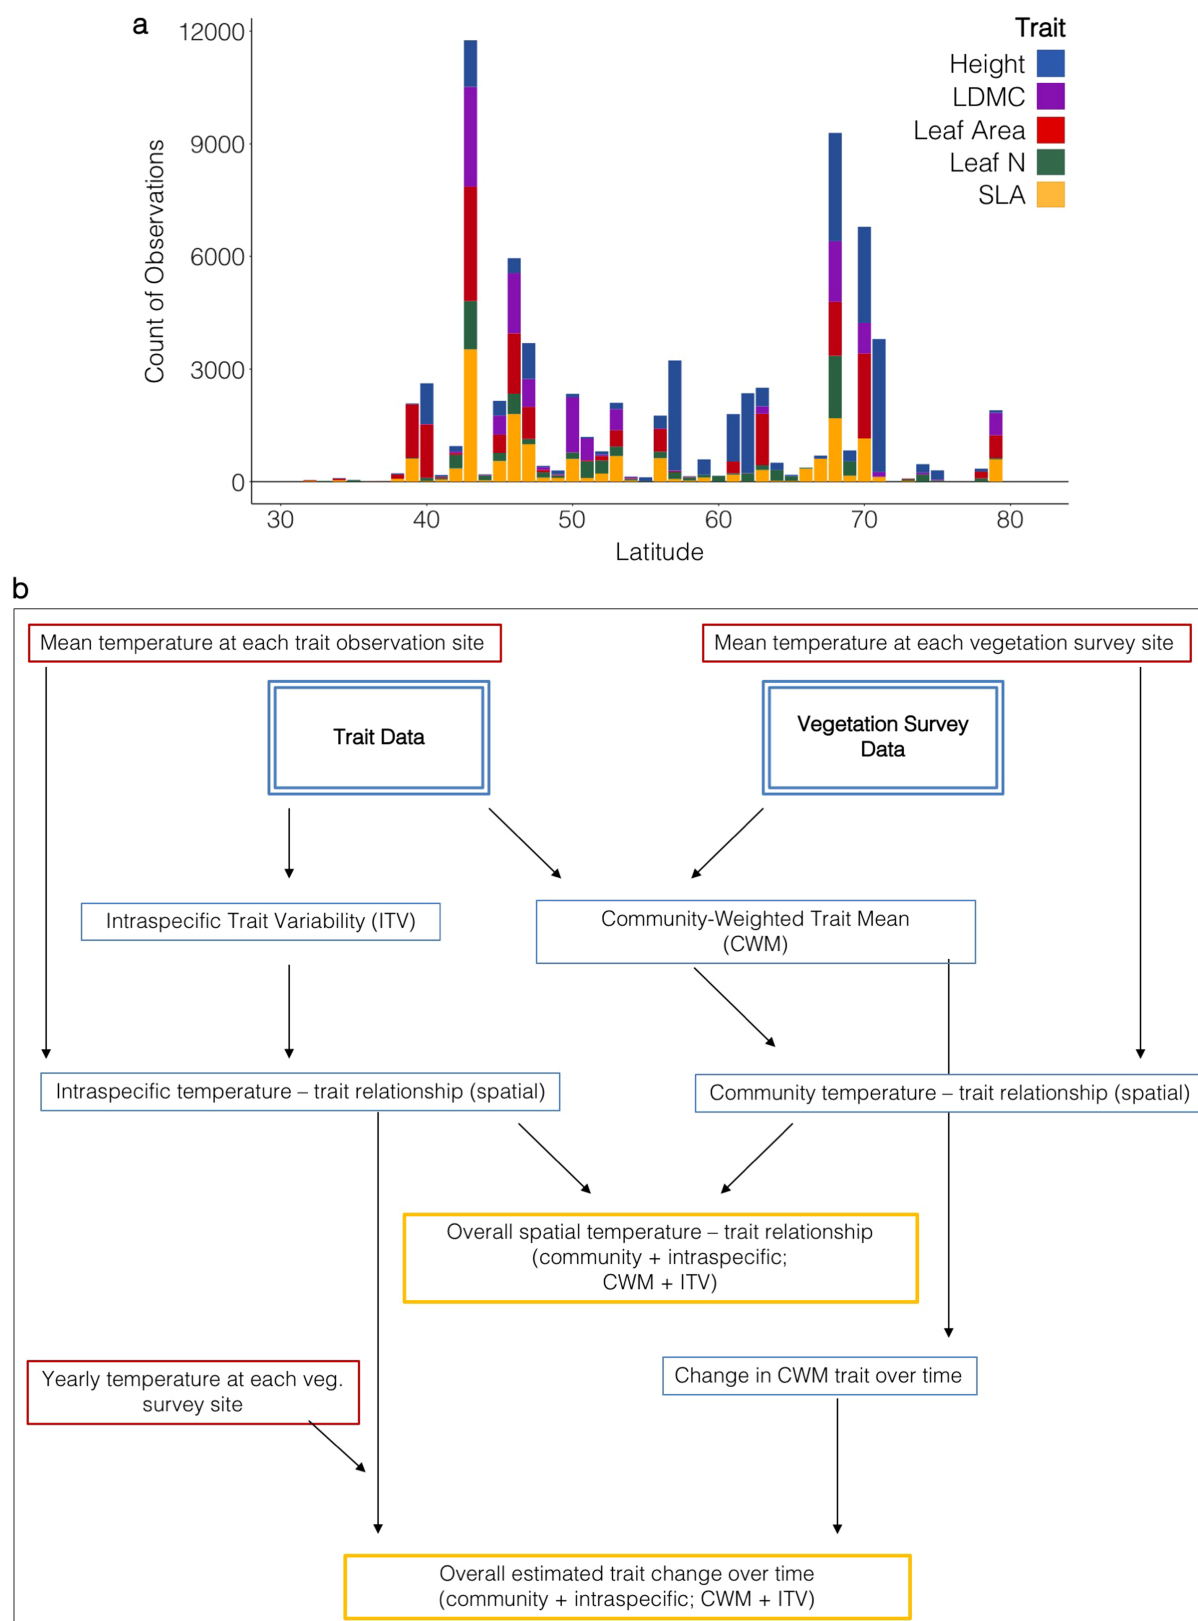 a
12000
9000
6000
3000
0
Count of Observations
30 40 50 60 70 80
Latitude
Trait
Height
LDMC
Leaf Area
Leaf N
SLA
b
Mean temperature at each trait observation site
Mean temperature at each vegetation survey site
Trait Data
Vegetation Survey
Data
Intraspecific Trait Variability (ITV)
Community-Weighted Trait Mean
(CWM)
Intraspecific temperature – trait relationship (spatial)
Community temperature – trait relationship (spatial)
Overall spatial temperature – trait relationship
(community + intraspecific;
CWM + ITV)
Yearly temperature at each veg.
survey site
Change in CWM trait over time
Overall estimated trait change over time
(community + intraspecific; CWM + ITV)